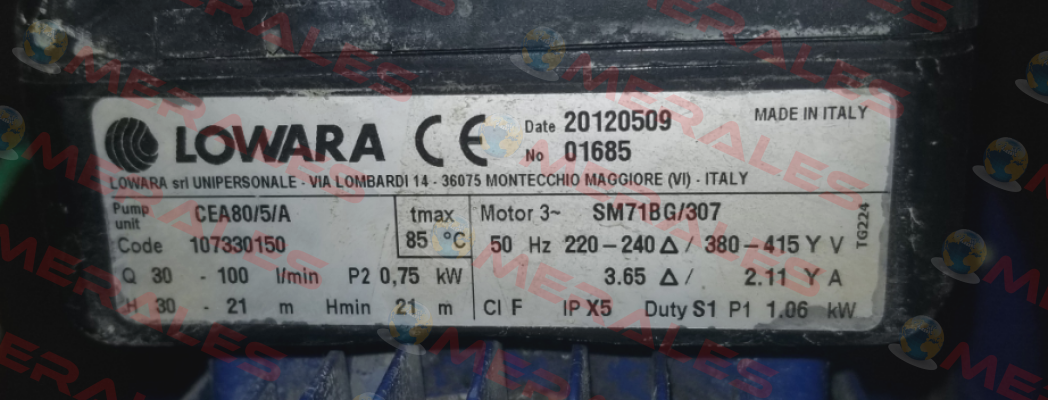 LOWARA CE Date 20120509 MADE IN ITALY
No 01685
LOWARA srl UNIPERSONALE - VIA LOMBARDI 14 - 36075 MONTECCHIO MAGGIORE (VI) - ITALY
Pump unit CEA80/5/A tmax Motor 3~ SM71BG/307
Code 107330150 85 °C 50 Hz 220-240 Δ / 380-415 Y V
Q 30 - 100 l/min P2 0,75 kW 3.65 Δ / 2.11 Y A
H 30 - 21 m Hmin 21 m Cl F IP X5 Duty S1 P1 1.06 kW
TG224
OMERALES
OMERALES
OMERALES